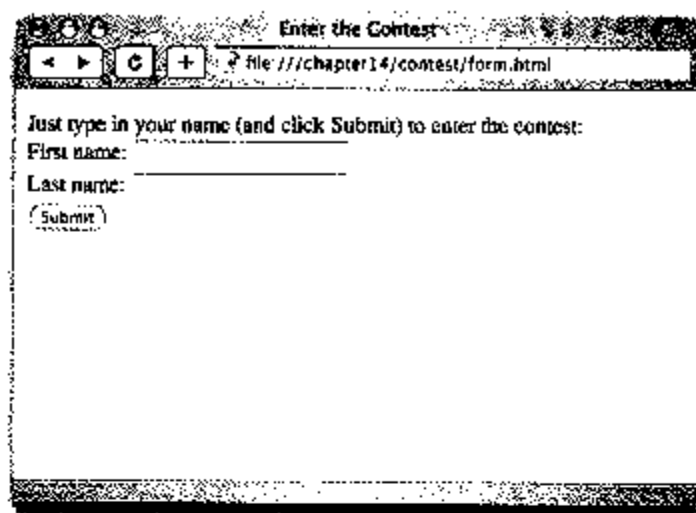 Enter the Contest
file:///chapter14/contest/form.html
Just type in your name (and click Submit) to enter the contest:
First name:
Last name:
Submit